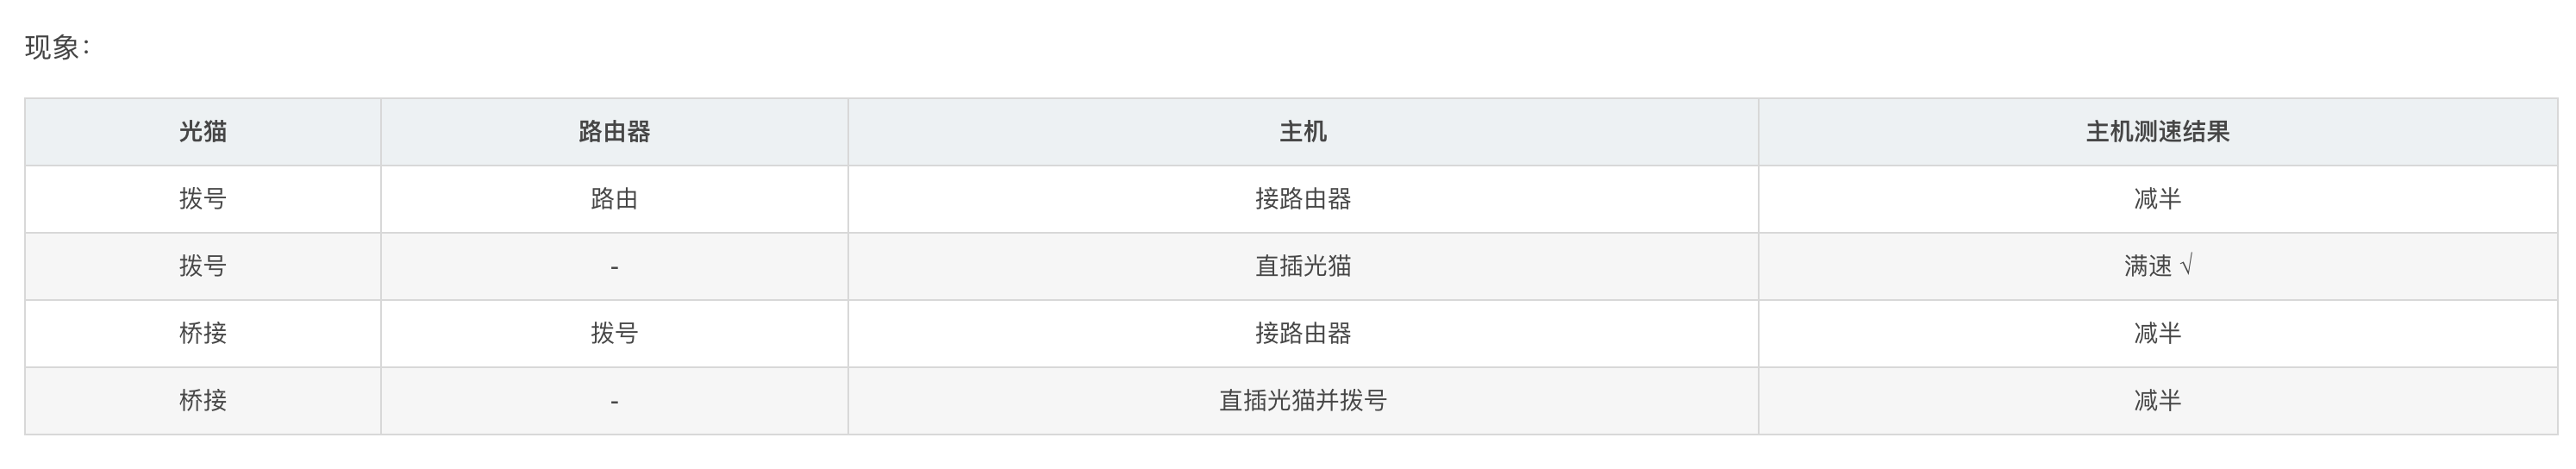 现象：
光猫 路由器 主机 主机测速结果
拨号 路由 接路由器 减半
拨号 - 直插光猫 满速 √
桥接 拨号 接路由器 减半
桥接 - 直插光猫并拨号 减半